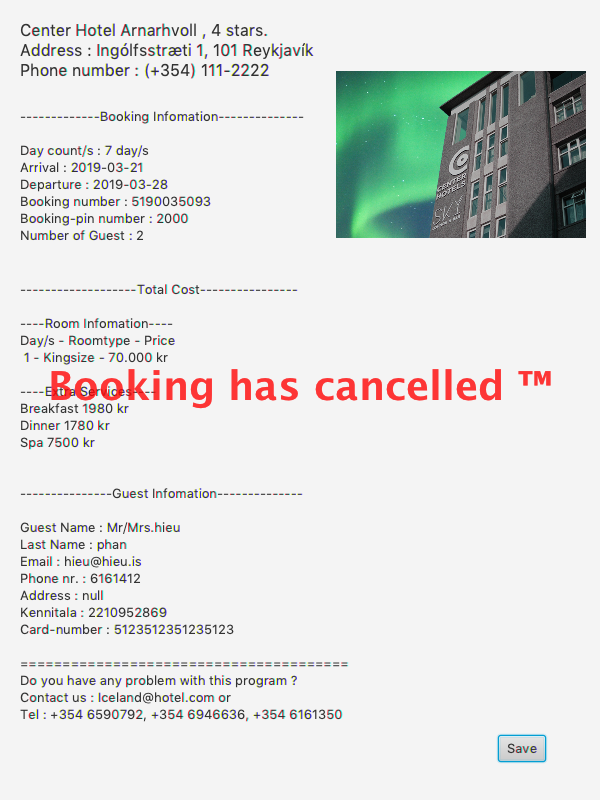 Center Hotel Arnarhvoll , 4 stars.
Address : Ingólfsstræti 1, 101 Reykjavík
Phone number : (+354) 111-2222
-------------Booking Infomation--------------
Day count/s : 7 day/s
Arrival : 2019-03-21
Departure : 2019-03-28
Booking number : 5190035093
Booking-pin number : 2000
Number of Guest : 2
CENTER
HOTELS
SKY
-------------------Total Cost----------------
----Room Infomation----
Day/s - Roomtype - Price
1 - Kingsize - 70.000 kr
Booking has cancelled ™
----Extra Services----
Breakfast 1980 kr
Dinner 1780 kr
Spa 7500 kr
---------------Guest Infomation--------------
Guest Name : Mr/Mrs.hieu
Last Name : phan
Email : hieu@hieu.is
Phone nr. : 6161412
Address : null
Kennitala : 2210952869
Card-number : 5123512351235123
=======================================
Do you have any problem with this program ?
Contact us : Iceland@hotel.com or
Tel : +354 6590792, +354 6946636, +354 6161350
Save